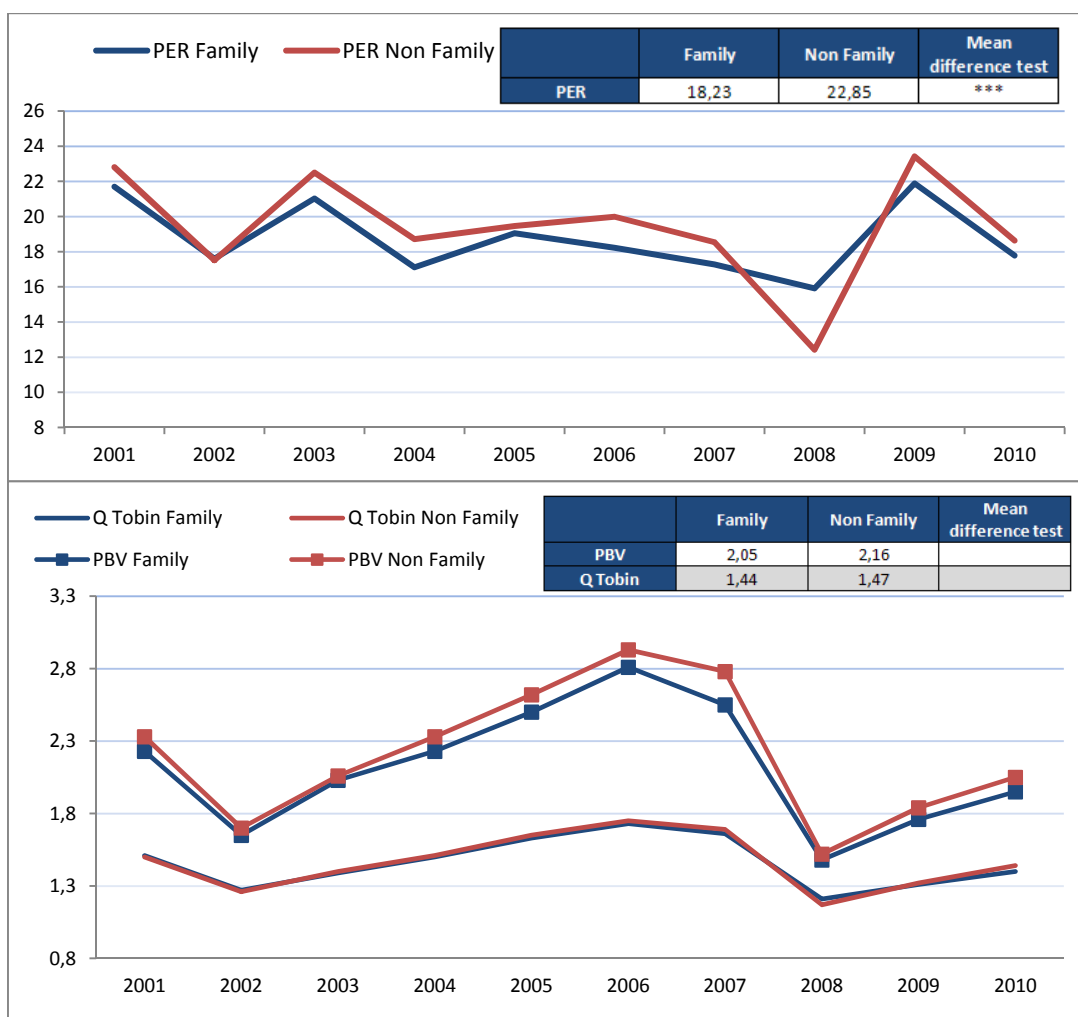 PER Family PER Non Family
Family Non Family Mean difference test
PER 18,23 22,85 ***
26
24
22
20
18
16
14
12
10
8
2001 2002 2003 2004 2005 2006 2007 2008 2009 2010
Q Tobin Family Q Tobin Non Family
PBV Family PBV Non Family
Family Non Family Mean difference test
PBV 2,05 2,16
Q Tobin 1,44 1,47
3,3
2,8
2,3
1,8
1,3
0,8
2001 2002 2003 2004 2005 2006 2007 2008 2009 2010